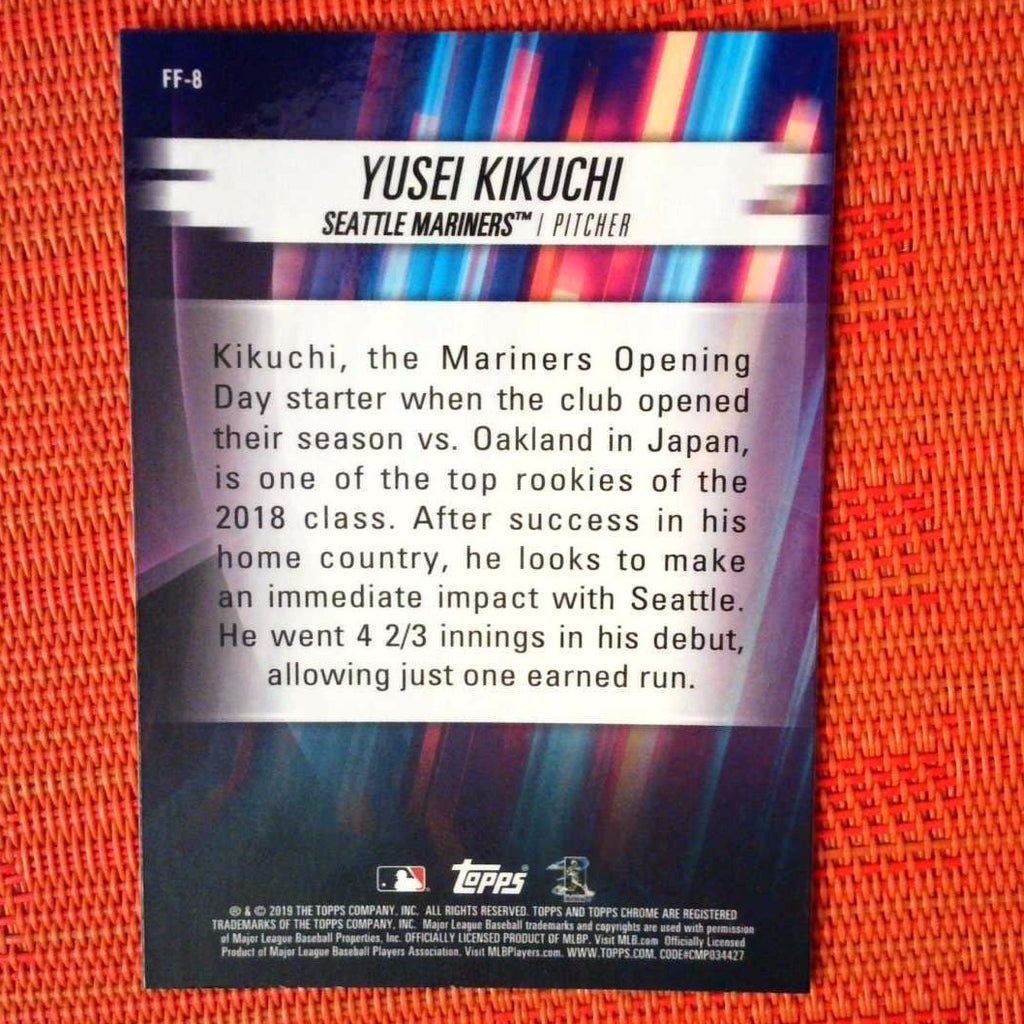 FF-8
YUSEI KIKUCHI
SEATTLE MARINERS™ | PITCHER
Kikuchi, the Mariners Opening
Day starter when the club opened
their season vs. Oakland in Japan,
is one of the top rookies of the
2018 class. After success in his
home country, he looks to make
an immediate impact with Seattle.
He went 4 2/3 innings in his debut,
allowing just one earned run.
Topps®
® & © 2019 THE TOPPS COMPANY, INC. ALL RIGHTS RESERVED. TOPPS AND TOPPS CHROME ARE REGISTERED
TRADEMARKS OF THE TOPPS COMPANY, INC. Major League Baseball trademarks and copyrights are used with permission
of Major League Baseball Properties, Inc. OFFICIALLY LICENSED PRODUCT OF MLBP. Visit MLB.com Officially Licensed
Product of Major League Baseball Players Association. Visit MLBPlayers.com. WWW.TOPPS.COM. CODE#CMP034427